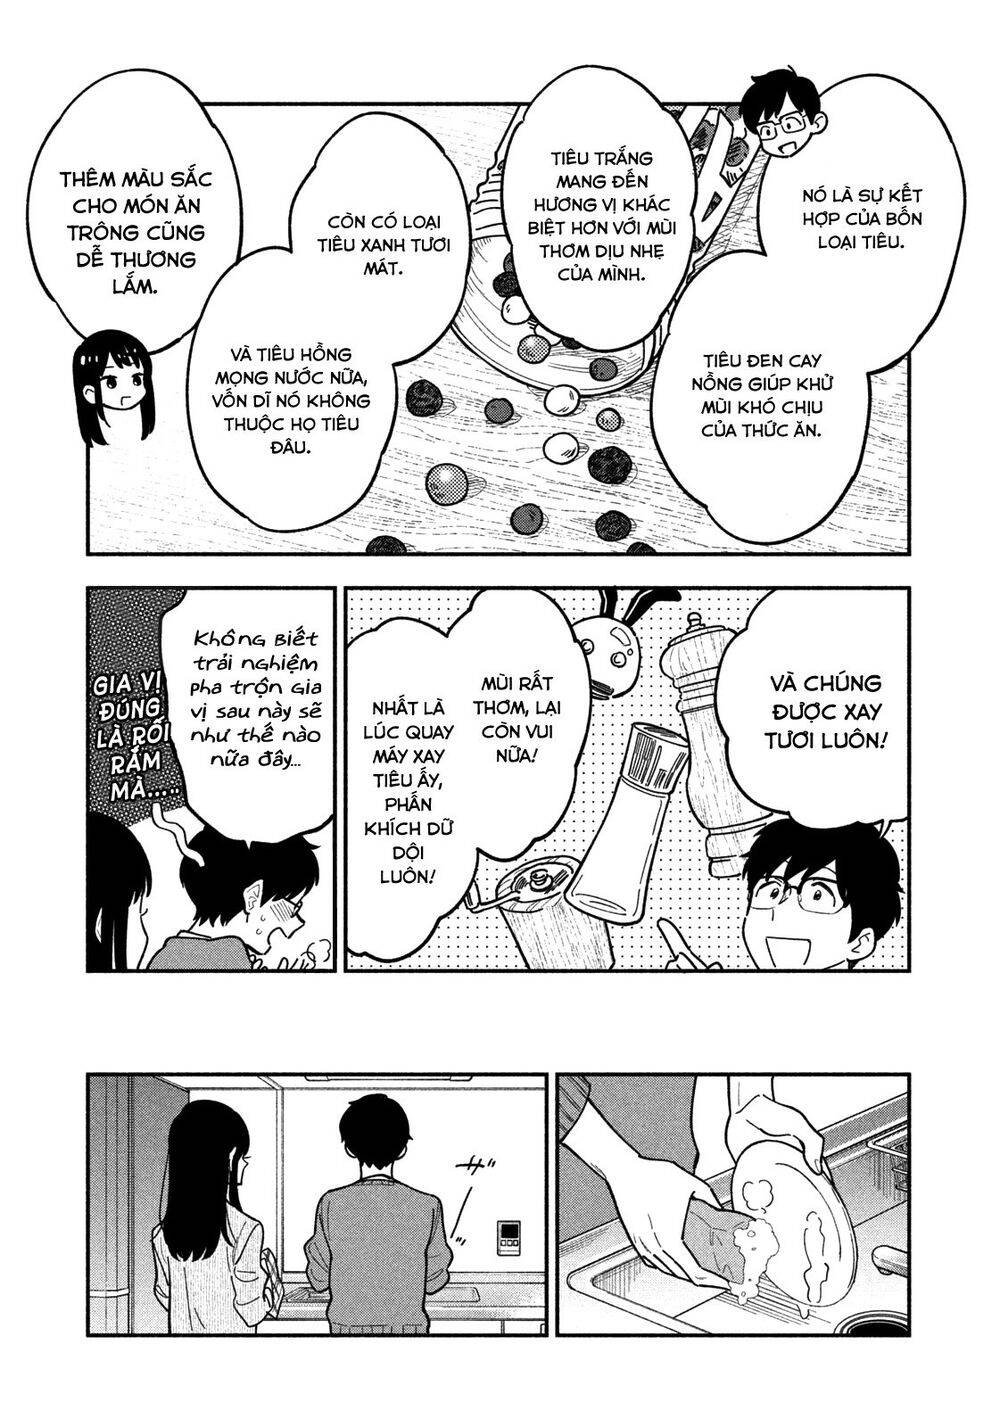 NÓ LÀ SỰ KẾT
HỢP CỦA BỐN
LOẠI TIÊU.
TIÊU ĐEN CAY
NỒNG GIÚP KHỬ
MÙI KHÓ CHỊU
CỦA THỨC ĂN.
TIÊU TRẮNG
MANG ĐẾN
HƯƠNG VỊ KHÁC
BIỆT HƠN VỚI MÙI
THƠM DỊU NHẸ
CỦA MÌNH.
CÒN CÓ LOẠI
TIÊU XANH TƯƠI
MÁT.
VÀ TIÊU HỒNG
MỌNG NƯỚC NỮA,
VỐN DĨ NÓ KHÔNG
THUỘC HỌ TIÊU
ĐÂU.
THÊM MÀU SẮC
CHO MÓN ĂN
TRÔNG CŨNG
DỄ THƯƠNG
LẮM.
VÀ CHÚNG
ĐƯỢC XAY
TƯƠI LUÔN!
MÙI RẤT
THƠM, LẠI
CÒN VUI
NỮA!
NHẤT LÀ
LÚC QUAY
MÁY XAY
TIÊU ẤY,
PHẤN
KHÍCH DỮ
DỘI
LUÔN!
KHÔNG BIẾT
TRẢI NGHIỆM
PHA TRỘN GIA
VỊ SAU NÀY SẼ
NHƯ THẾ NÀO
NỮA ĐÂY...
GIA VỊ
ĐÚNG
LÀ RỐI
RẮM
MÀ.....